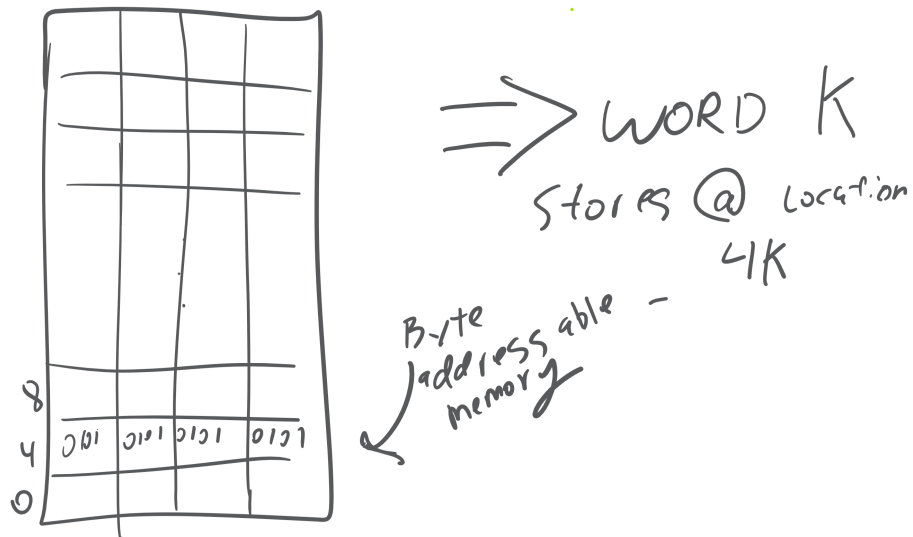 ⇒ WORD K
Stores @ Location
4K
Byte
addressable -
memory
8
4 0101 0101 0101 0101
0